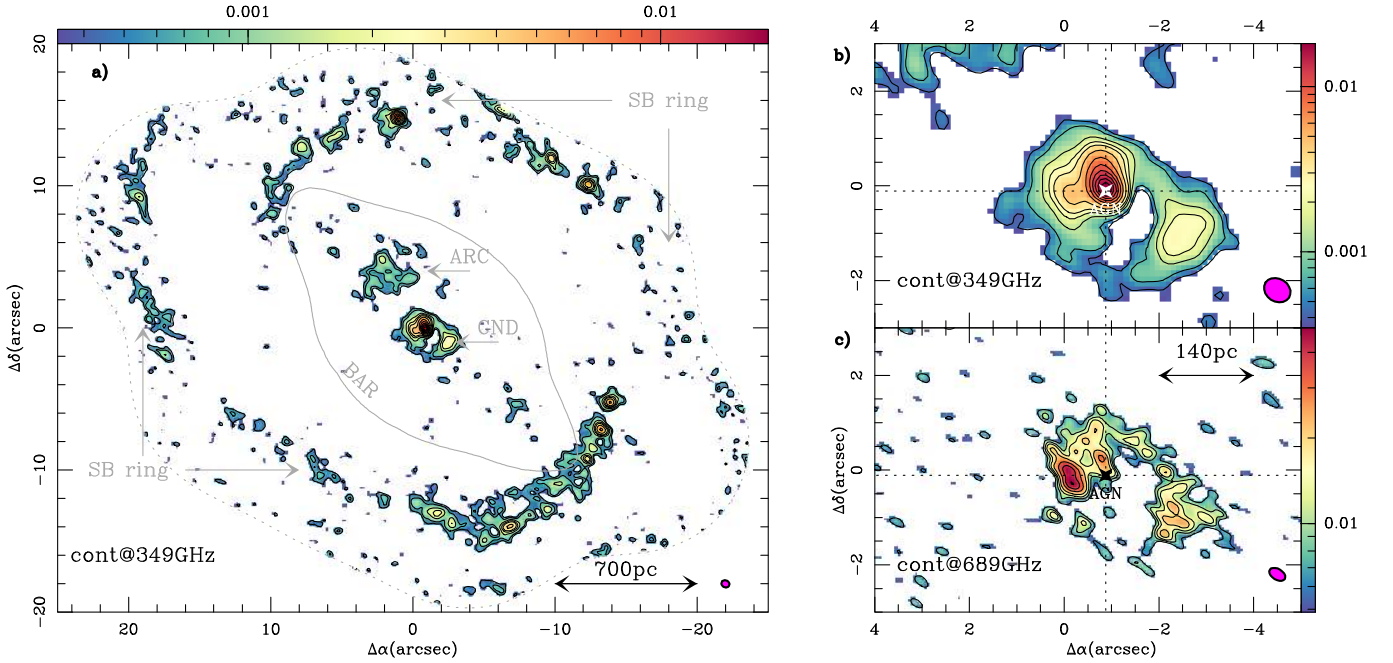 0.001 0.01
a)
SB ring
ARC
CND
BAR
SB ring
cont@349GHz
700pc
20
10
0
−10
−20
Δδ(arcsec)
20 10 0 −10 −20
Δα(arcsec)
4 2 0 −2 −4
b)
2
0
−2
AGN
cont@349GHz
0.01
0.001
c)
140pc
2
0
−2
Δδ(arcsec)
AGN
cont@689GHz
0.01
4 2 0 −2 −4
Δα(arcsec)